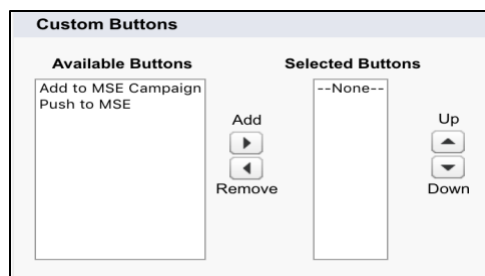 Custom Buttons
Available Buttons
Selected Buttons
Add to MSE Campaign
Push to MSE
Add
Remove
--None--
Up
Down